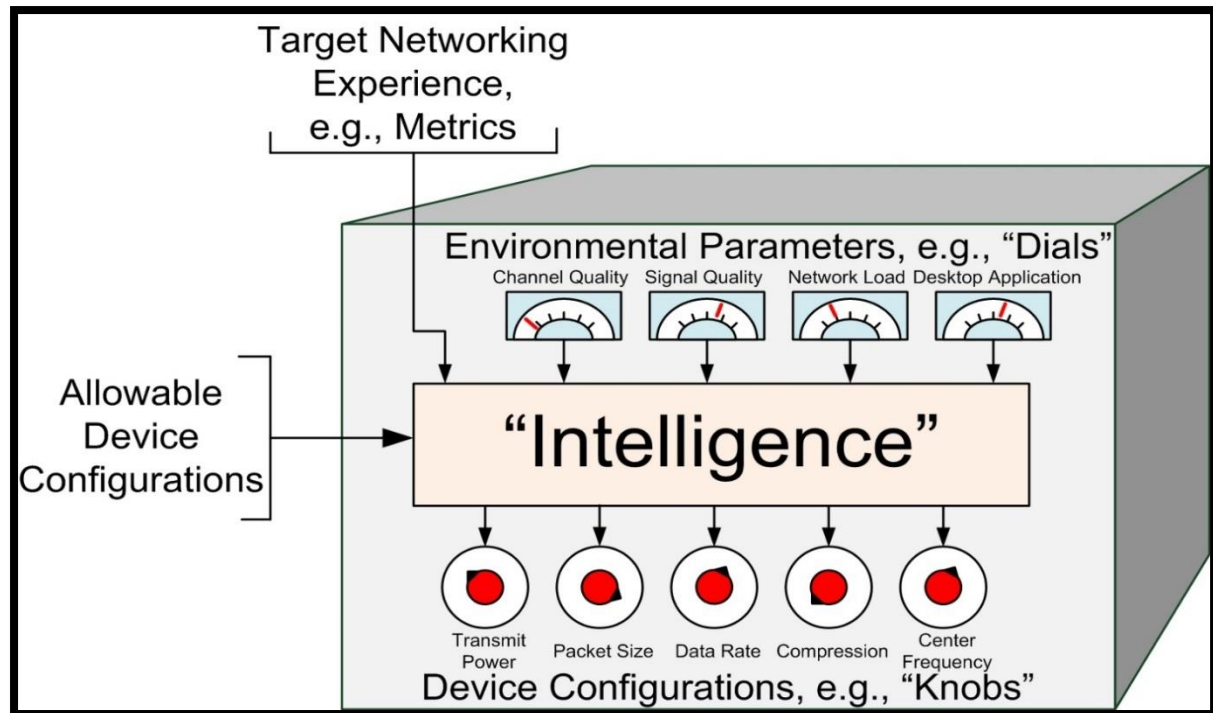 Target Networking
Experience,
e.g., Metrics
Environmental Parameters, e.g., “Dials”
Channel Quality Signal Quality Network Load Desktop Application
Allowable
Device
Configurations
“Intelligence”
Transmit
Power
Packet Size
Data Rate
Compression
Center
Frequency
Device Configurations, e.g., “Knobs”